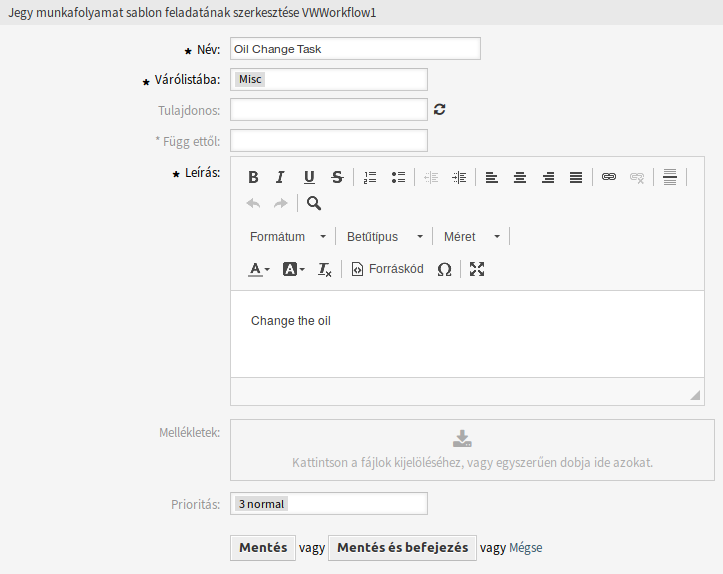 Jegy munkafolyamat sablon feladatának szerkesztése VWWorkflow1
★ Név: Oil Change Task
★ Várólistába: Misc
Tulajdonos:
* Függ ettől:
★ Leírás:
B I U S
Formátum Betűtípus Méret
A A Tx Forráskód Ω
Change the oil
Mellékletek:
Kattintson a fájlok kijelöléséhez, vagy egyszerűen dobja ide azokat.
Prioritás: 3 normal
Mentés vagy Mentés és befejezés vagy Mégse